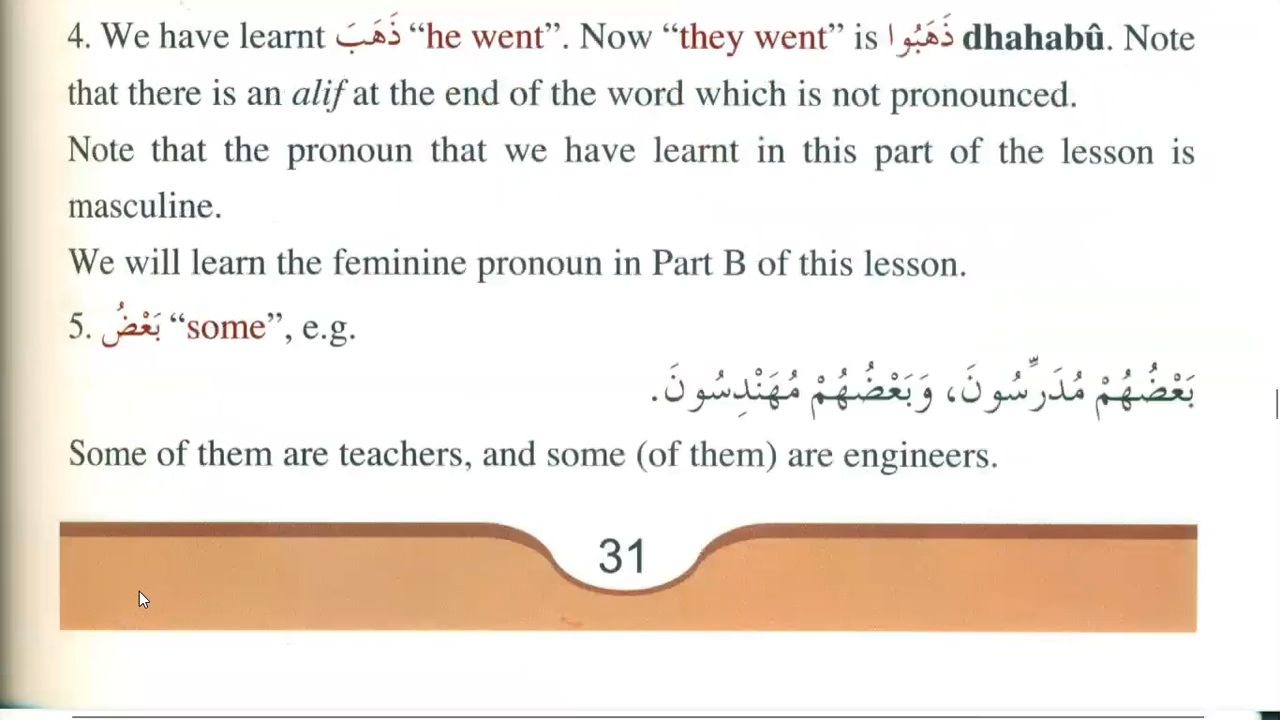 4. We have learnt ذَهَبَ “he went”. Now “they went” is ذَهَبُوا dhahabû. Note
that there is an alif at the end of the word which is not pronounced.
Note that the pronoun that we have learnt in this part of the lesson is
masculine.
We will learn the feminine pronoun in Part B of this lesson.
5. بَعْضُ “some”, e.g.
بَعْضُهُمْ مُدَرِّسُونَ، وَبَعْضُهُمْ مُهَنْدِسُونَ.
Some of them are teachers, and some (of them) are engineers.
31